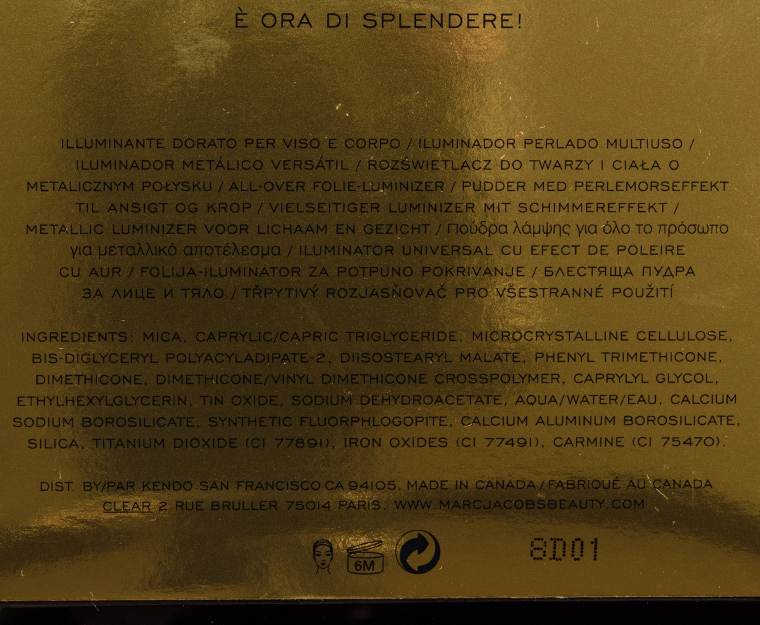 È ORA DI SPLENDERE!
ILLUMINANTE DORATO PER VISO E CORPO / ILUMINADOR PERLADO MULTIUSO /
ILUMINADOR METÁLICO VERSÁTIL / ROZŚWIETLACZ DO TWARZY I CIAŁA O
METALICZNYM POŁYSKU / ALL-OVER FOLIE-LUMINIZER / PUDDER MED PERLEMORSEFFEKT
TIL ANSIGT OG KROP / VIELSEITIGER LUMINIZER MIT SCHIMMEREFFEKT /
METALLIC LUMINIZER VOOR LICHAAM EN GEZICHT / Πούδρα λάμψης για όλο το πρόσωπο
για μεταλλικό αποτέλεσμα / ILUMINATOR UNIVERSAL CU EFECT DE POLEIRE
CU AUR / FOLIJA-ILUMINATOR ZA POTPUNO POKRIVANJE / БЛЕСТЯЩА ПУДРА
ЗА ЛИЦЕ И ТЯЛО / TŘPYTIVÝ ROZJASŇOVAČ PRO VŠESTRANNÉ POUŽITÍ
INGREDIENTS: MICA, CAPRYLIC/CAPRIC TRIGLYCERIDE, MICROCRYSTALLINE CELLULOSE,
BIS-DIGLYCERYL POLYACYLADIPATE-2, DIISOSTEARYL MALATE, PHENYL TRIMETHICONE,
DIMETHICONE, DIMETHICONE/VINYL DIMETHICONE CROSSPOLYMER, CAPRYLYL GLYCOL,
ETHYLHEXYLGLYCERIN, TIN OXIDE, SODIUM DEHYDROACETATE, AQUA/WATER/EAU, CALCIUM
SODIUM BOROSILICATE, SYNTHETIC FLUORPHLOGOPITE, CALCIUM ALUMINUM BOROSILICATE,
SILICA, TITANIUM DIOXIDE (CI 77891), IRON OXIDES (CI 77491), CARMINE (CI 75470).
DIST. BY/PAR KENDO SAN FRANCISCO CA 94105. MADE IN CANADA / FABRIQUÉ AU CANADA
CLEAR 2 RUE BRULLER 75014 PARIS. WWW.MARCJACOBSBEAUTY.COM
6M
8D01